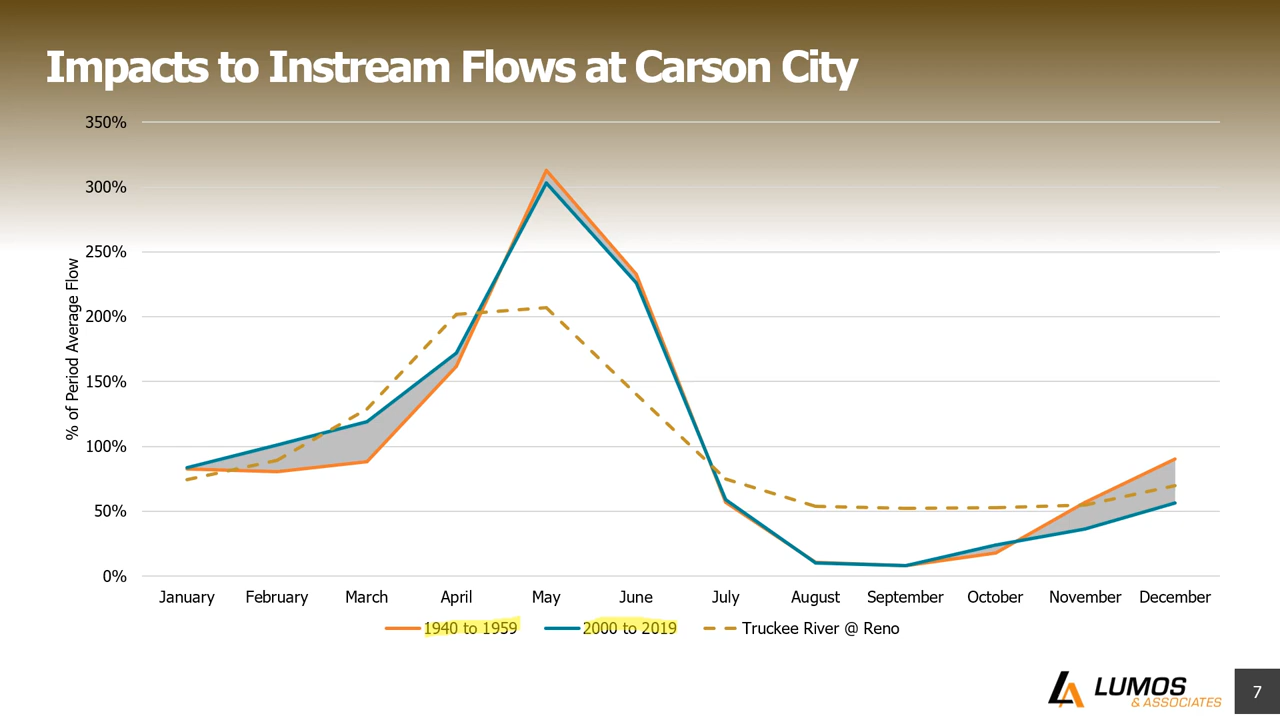 Impacts to Instream Flows at Carson City
350%
300%
250%
200%
150%
100%
50%
0%
% of Period Average Flow
January February March April May June July August September October November December
1940 to 1959 2000 to 2019 Truckee River @ Reno
LUMOS
& ASSOCIATES
7